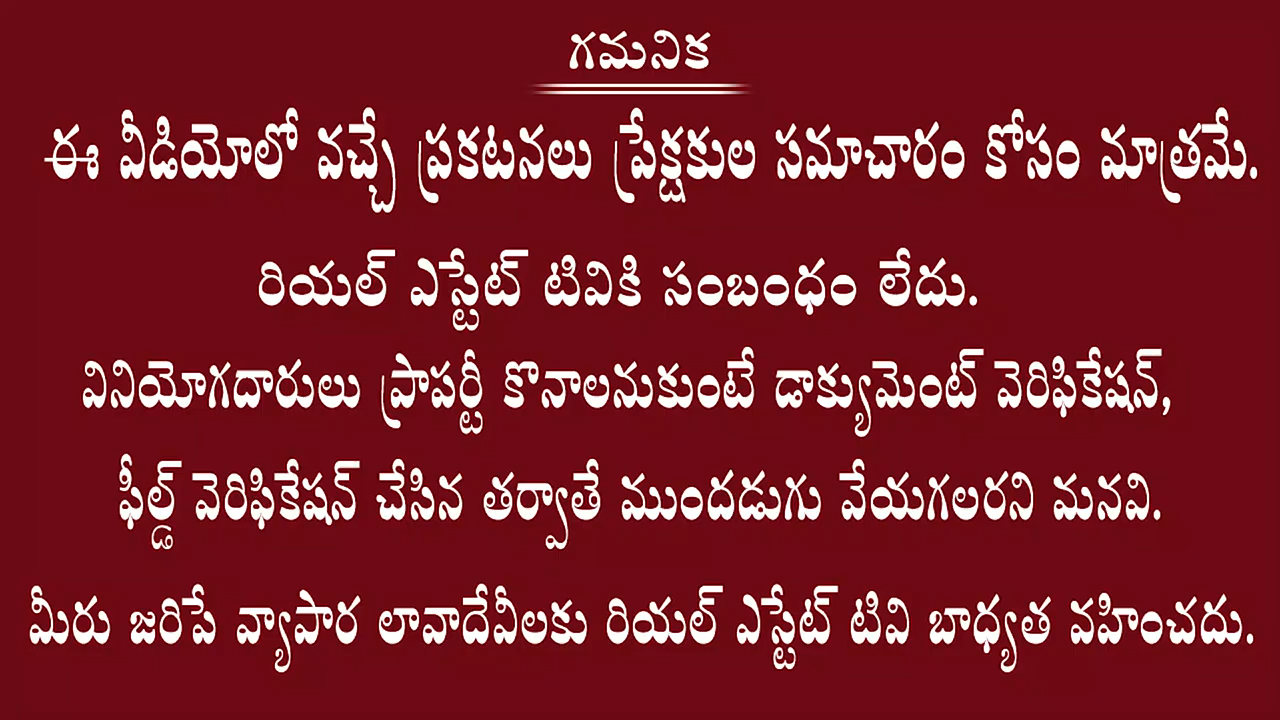 గమనిక
ఈ వీడియోలో వచ్చే ప్రకటనలు ప్రేక్షకుల సమాచారం కోసం మాత్రమే.
రియల్ ఎస్టేట్ టివికి సంబంధం లేదు.
వినియోగదారులు ప్రాపర్టీ కొనాలనుకుంటే డాక్యుమెంట్ వెరిఫికేషన్,
ఫీల్డ్ వెరిఫికేషన్ చేసిన తర్వాతే ముందడుగు వేయగలరని మనవి.
మీరు జరిపే వ్యాపార లావాదేవీలకు రియల్ ఎస్టేట్ టివి బాధ్యత వహించదు.